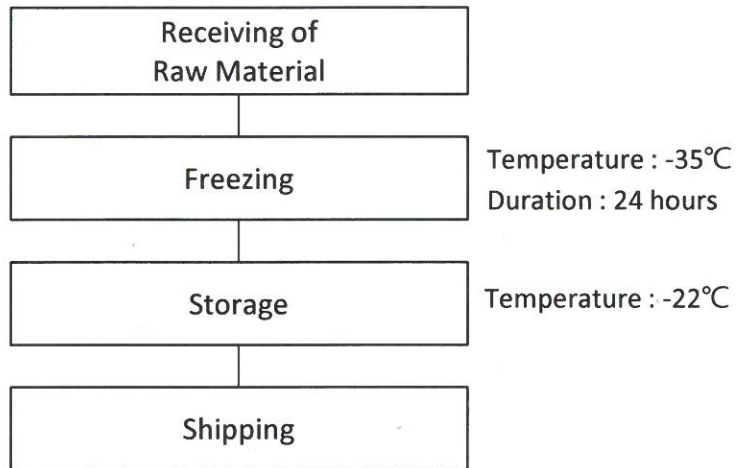 Receiving of
Raw Material
Freezing
Temperature : -35℃
Duration : 24 hours
Storage
Temperature : -22℃
Shipping